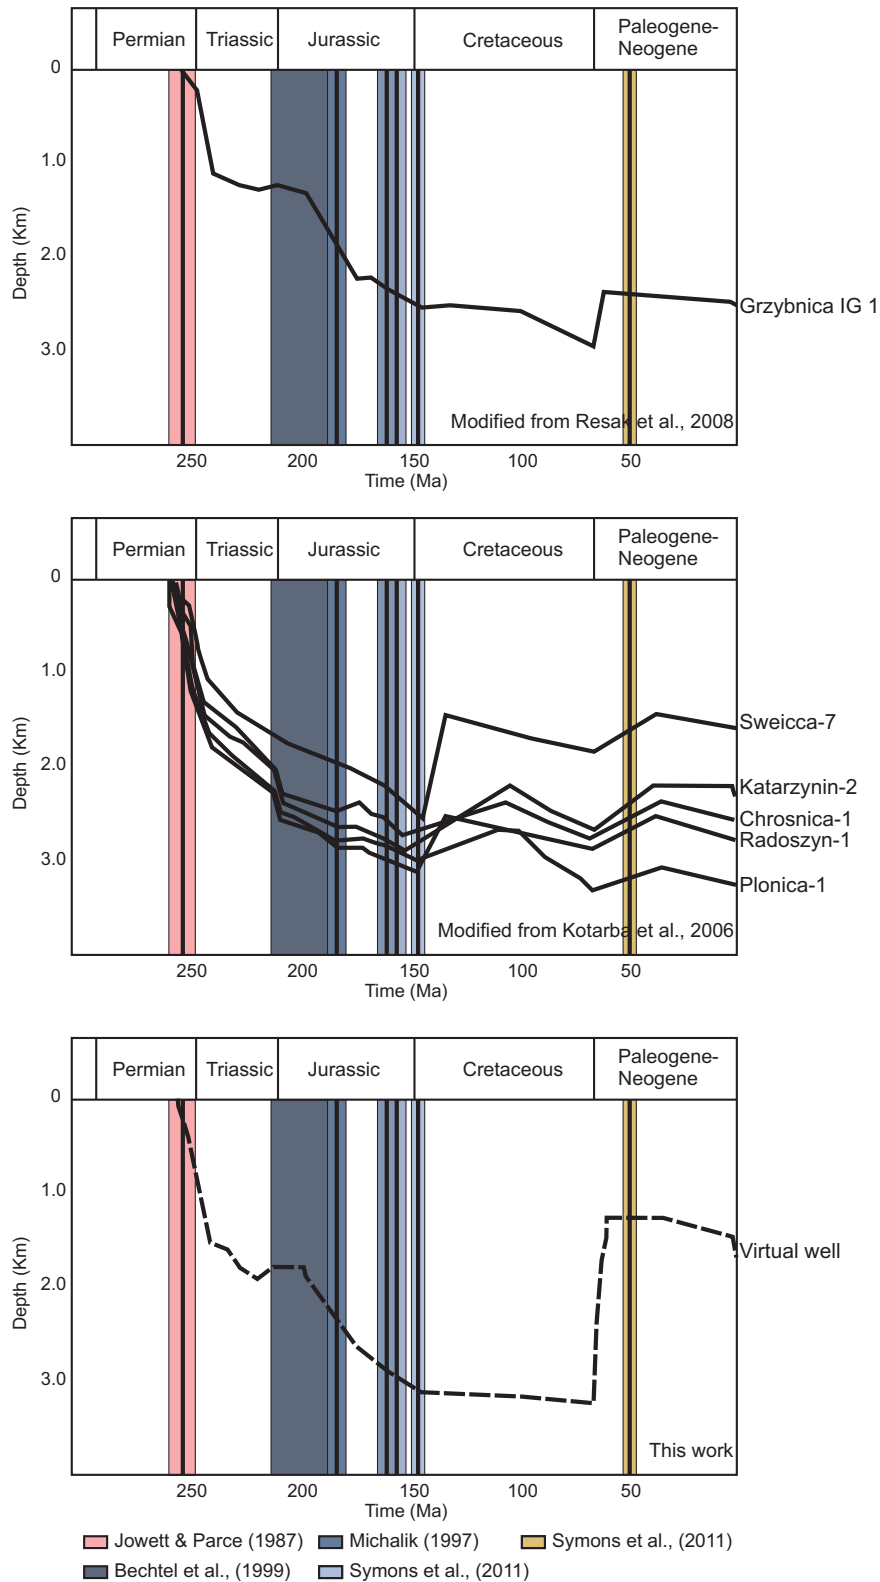 Permian Triassic Jurassic Cretaceous Paleogene-
Neogene
0
1.0
2.0
3.0
Depth (Km)
Grzybnica IG 1
Modified from Resak et al., 2008
250 200 150 100 50
Time (Ma)
Permian Triassic Jurassic Cretaceous Paleogene-
Neogene
0
1.0
2.0
3.0
Depth (Km)
Sweicca-7
Katarzynin-2
Chrosnica-1
Radoszyn-1
Plonica-1
Modified from Kotarba et al., 2006
250 200 150 100 50
Time (Ma)
Permian Triassic Jurassic Cretaceous Paleogene-
Neogene
0
1.0
2.0
3.0
Depth (Km)
Virtual well
This work
250 200 150 100 50
Time (Ma)
Jowett & Parce (1987) Michalik (1997) Symons et al., (2011)
Bechtel et al., (1999) Symons et al., (2011)